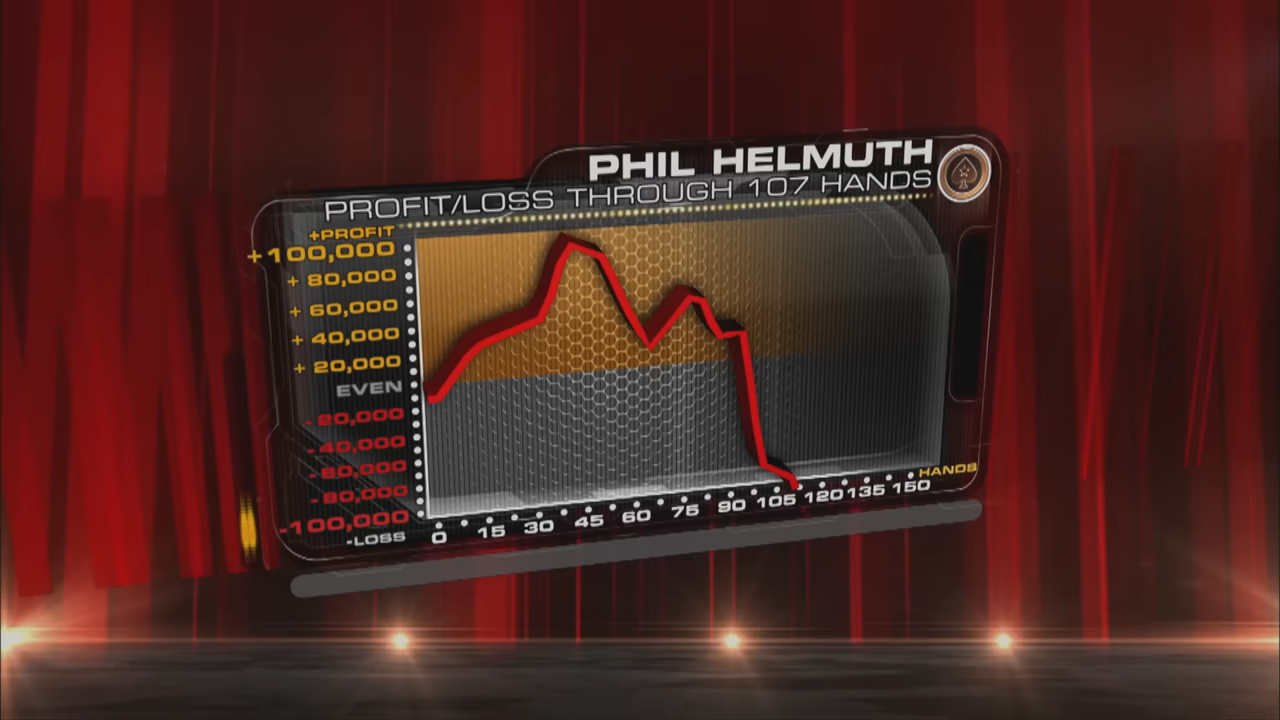 PHIL HELMUTH
PROFIT/LOSS THROUGH 107 HANDS
+PROFIT
+100,000
+ 80,000
+ 60,000
+ 40,000
+ 20,000
EVEN
- 20,000
- 40,000
- 60,000
- 80,000
-100,000
-LOSS
0 15 30 45 60 75 90 105 120 135 150
HANDS